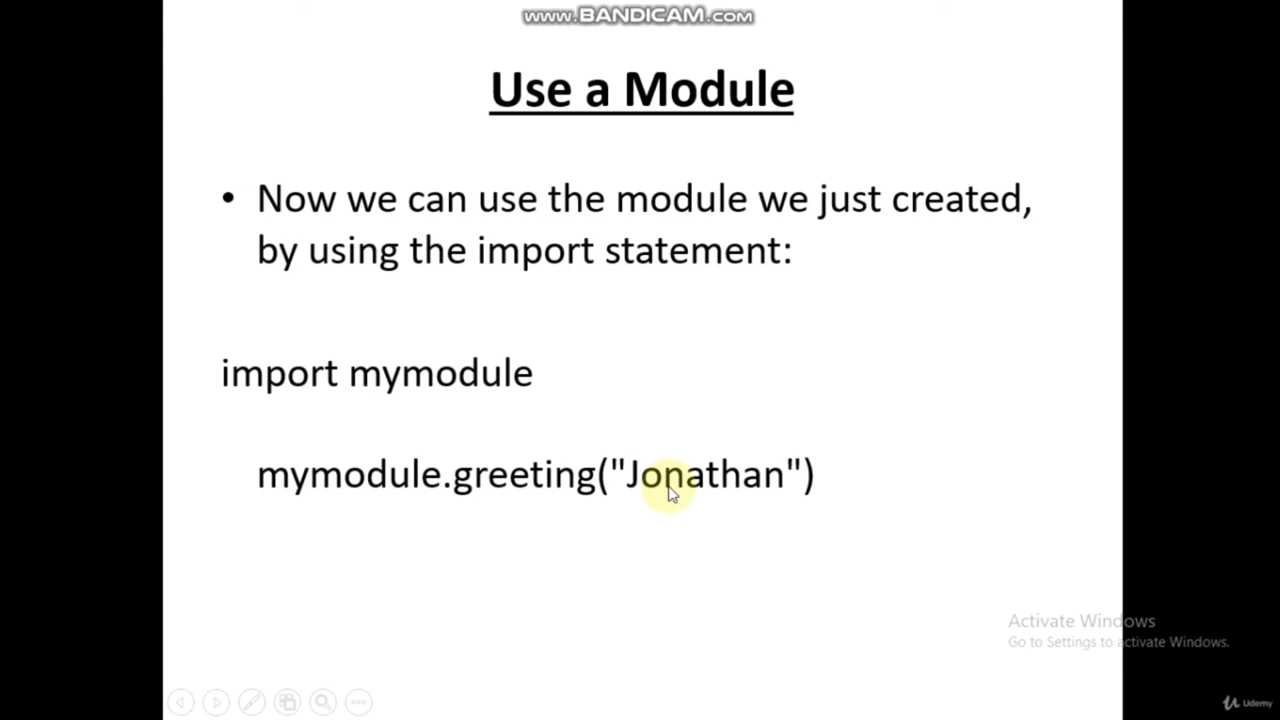 www.BANDICAM.com
Use a Module
• Now we can use the module we just created,
by using the import statement:
import mymodule
mymodule.greeting("Jonathan")
Activate Windows
Go to Settings to activate Windows.
Udemy